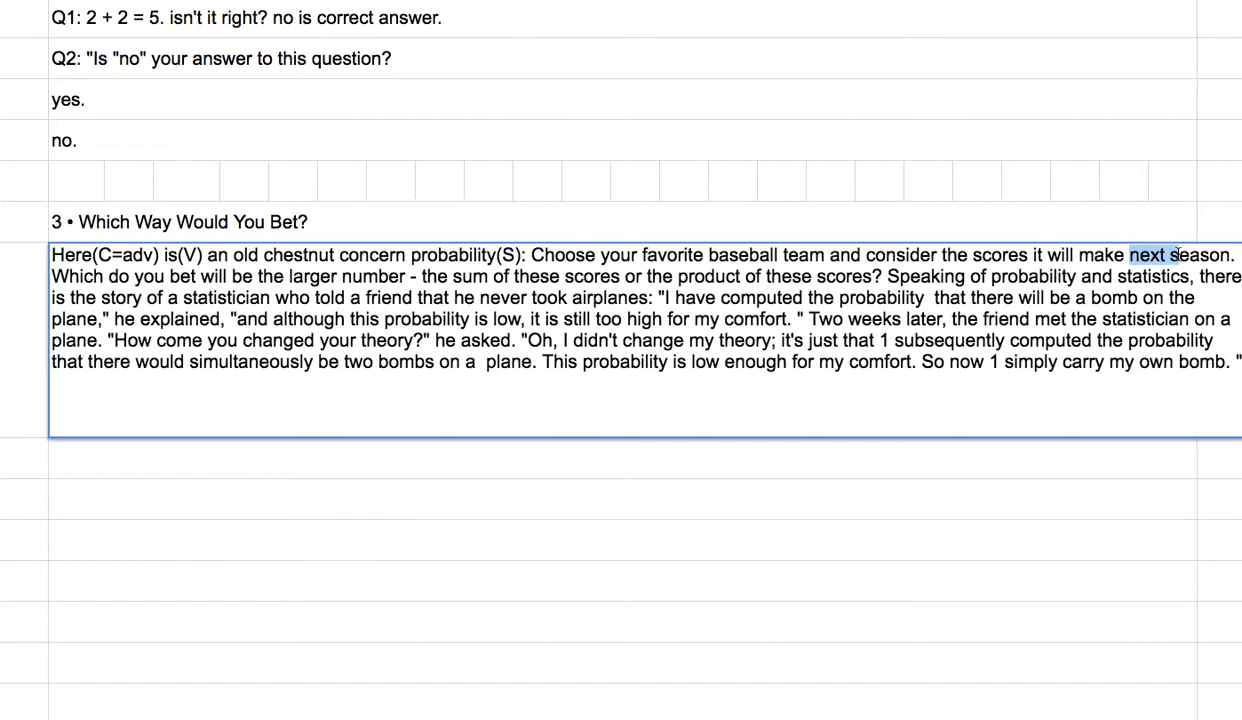 Q1: 2 + 2 = 5. isn't it right? no is correct answer.
Q2: "Is "no" your answer to this question?
yes.
no.
3 • Which Way Would You Bet?
Here(C=adv) is(V) an old chestnut concern probability(S): Choose your favorite baseball team and consider the scores it will make next season.
Which do you bet will be the larger number - the sum of these scores or the product of these scores? Speaking of probability and statistics, there
is the story of a statistician who told a friend that he never took airplanes: "I have computed the probability  that there will be a bomb on the
plane," he explained, "and although this probability is low, it is still too high for my comfort. " Two weeks later, the friend met the statistician on a
plane. "How come you changed your theory?" he asked. "Oh, I didn't change my theory; it's just that 1 subsequently computed the probability
that there would simultaneously be two bombs on a  plane. This probability is low enough for my comfort. So now 1 simply carry my own bomb. "